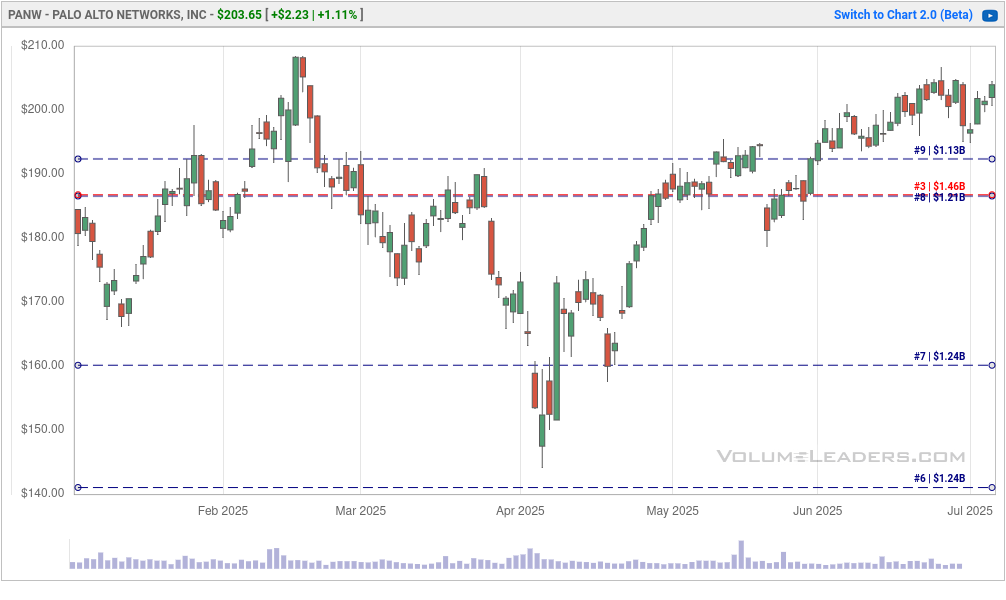 PANW - PALO ALTO NETWORKS, INC - $203.65 [ +$2.23 | +1.11% ]
Switch to Chart 2.0 (Beta)
$210.00
$200.00
#9 | $1.13B
$190.00
#3 | $1.46B
#8 | $1.21B
$180.00
$170.00
#7 | $1.24B
$160.00
$150.00
VOLUMELEADERS.COM
#6 | $1.24B
$140.00
Feb 2025 Mar 2025 Apr 2025 May 2025 Jun 2025 Jul 2025